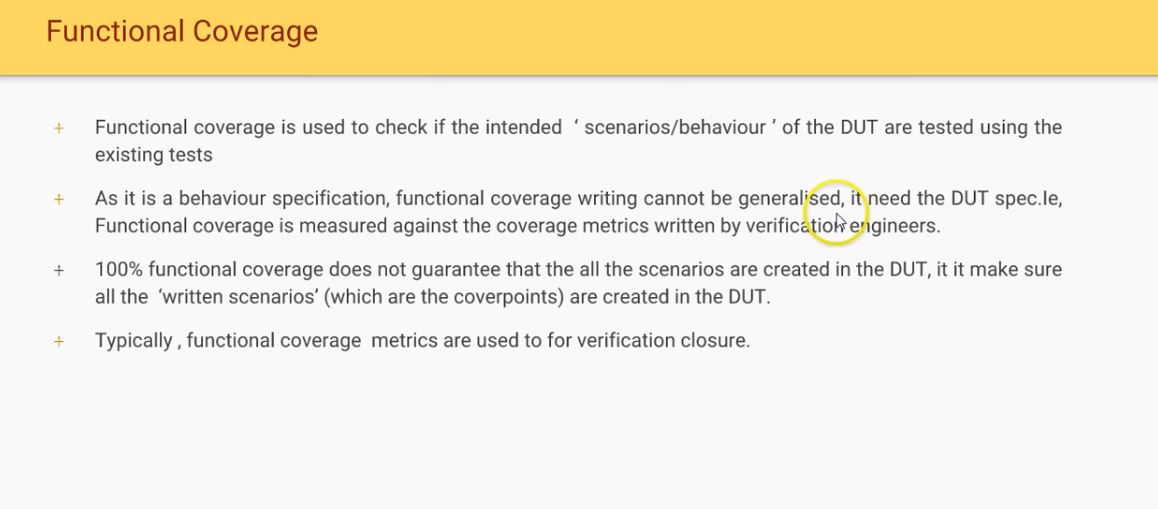 Functional Coverage
+ Functional coverage is used to check if the intended ‘ scenarios/behaviour ’ of the DUT are tested using the
existing tests
+ As it is a behaviour specification, functional coverage writing cannot be generalised, it need the DUT spec.Ie,
Functional coverage is measured against the coverage metrics written by verification engineers.
+ 100% functional coverage does not guarantee that the all the scenarios are created in the DUT, it it make sure
all the ‘written scenarios’ (which are the coverpoints) are created in the DUT.
+ Typically , functional coverage metrics are used to for verification closure.